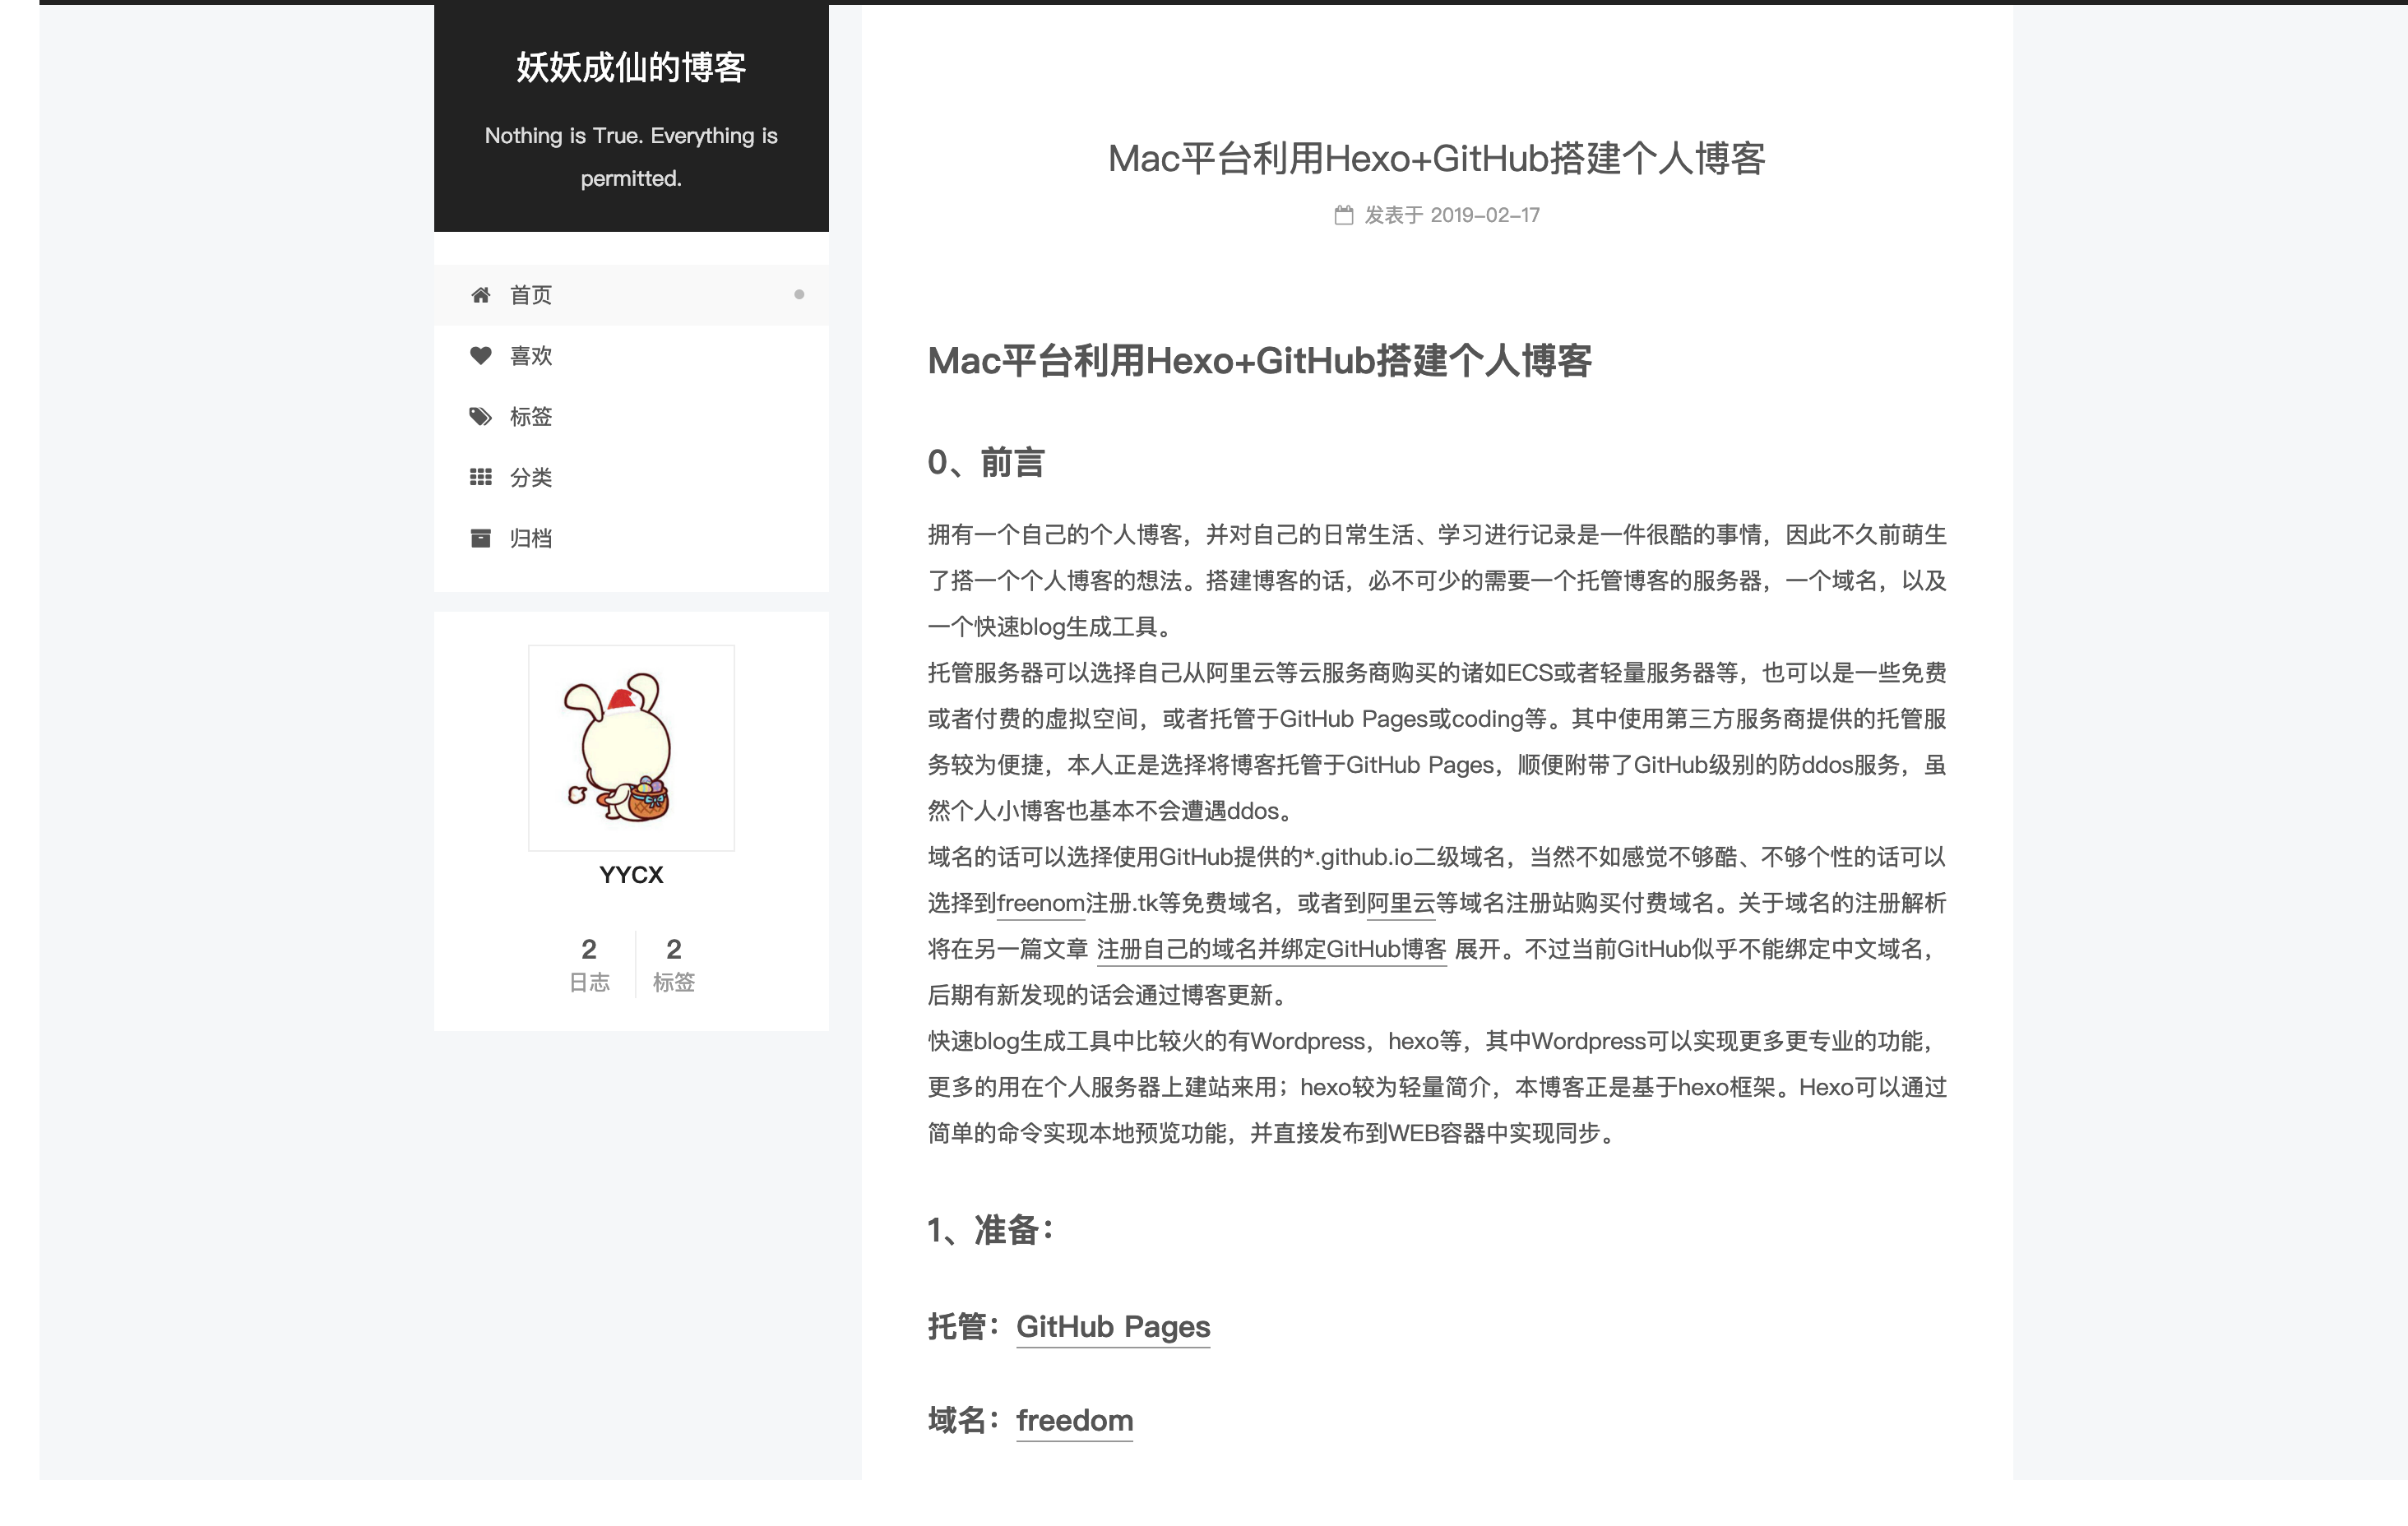 妖妖成仙的博客
Nothing is True. Everything is
permitted.
首页
喜欢
标签
分类
归档
YYCX
2
日志
2
标签
Mac平台利用Hexo+GitHub搭建个人博客
发表于 2019-02-17
Mac平台利用Hexo+GitHub搭建个人博客
0、前言
拥有一个自己的个人博客，并对自己的日常生活、学习进行记录是一件很酷的事情，因此不久前萌生
了搭一个个人博客的想法。搭建博客的话，必不可少的需要一个托管博客的服务器，一个域名，以及
一个快速blog生成工具。
托管服务器可以选择自己从阿里云等云服务商购买的诸如ECS或者轻量服务器等，也可以是一些免费
或者付费的虚拟空间，或者托管于GitHub Pages或coding等。其中使用第三方服务商提供的托管服
务较为便捷，本人正是选择将博客托管于GitHub Pages，顺便附带了GitHub级别的防ddos服务，虽
然个人小博客也基本不会遭遇ddos。
域名的话可以选择使用GitHub提供的*.github.io二级域名，当然不如感觉不够酷、不够个性的话可以
选择到freenom注册.tk等免费域名，或者到阿里云等域名注册站购买付费域名。关于域名的注册解析
将在另一篇文章 注册自己的域名并绑定GitHub博客 展开。不过当前GitHub似乎不能绑定中文域名，
后期有新发现的话会通过博客更新。
快速blog生成工具中比较火的有Wordpress，hexo等，其中Wordpress可以实现更多更专业的功能，
更多的用在个人服务器上建站来用；hexo较为轻量简介，本博客正是基于hexo框架。Hexo可以通过
简单的命令实现本地预览功能，并直接发布到WEB容器中实现同步。
1、准备：
托管：GitHub Pages
域名：freedom